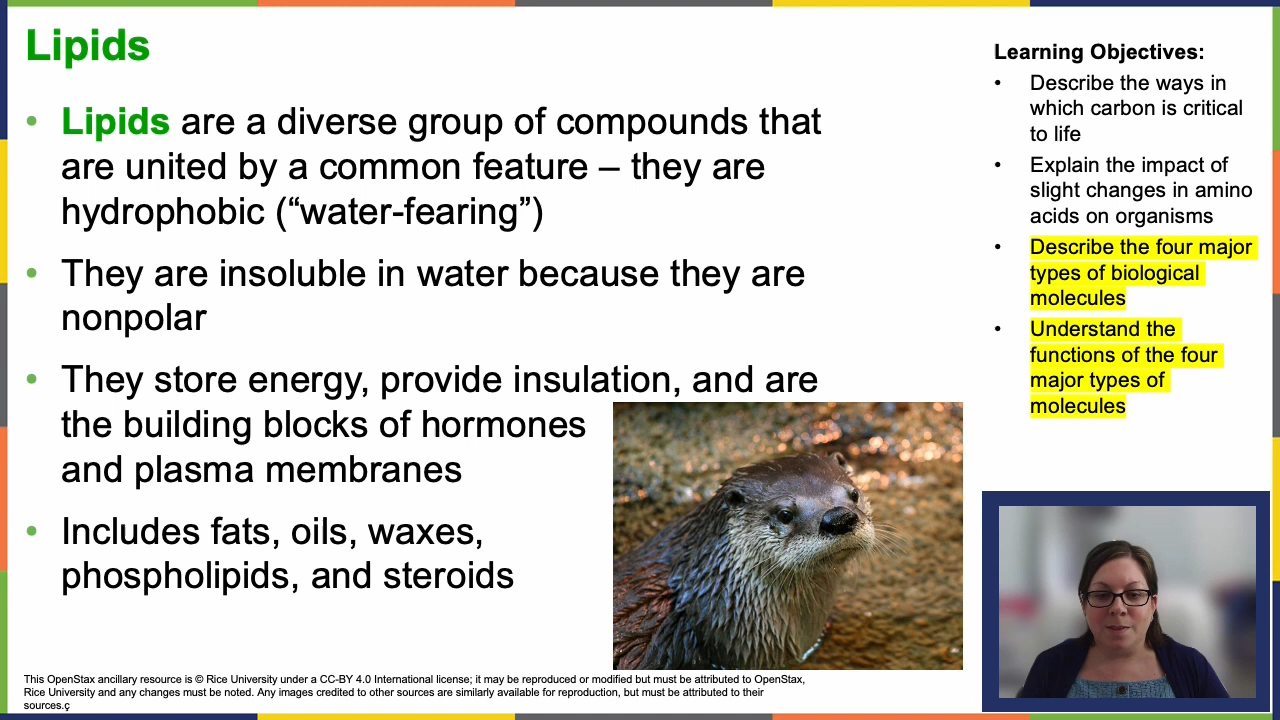 Lipids
• Lipids are a diverse group of compounds that
are united by a common feature – they are
hydrophobic (“water-fearing”)
• They are insoluble in water because they are
nonpolar
• They store energy, provide insulation, and are
the building blocks of hormones
and plasma membranes
• Includes fats, oils, waxes,
phospholipids, and steroids
This OpenStax ancillary resource is © Rice University under a CC-BY 4.0 International license; it may be reproduced or modified but must be attributed to OpenStax,
Rice University and any changes must be noted. Any images credited to other sources are similarly available for reproduction, but must be attributed to their
sources.ç
Learning Objectives:
• Describe the ways in
which carbon is critical
to life
• Explain the impact of
slight changes in amino
acids on organisms
• Describe the four major
types of biological
molecules
• Understand the
functions of the four
major types of
molecules